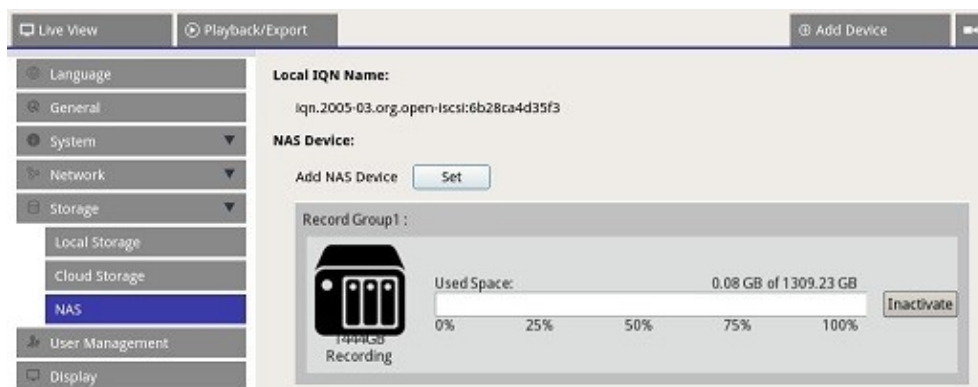 Live View
Playback/Export
Add Device
Language
General
System
Network
Storage
Local Storage
Cloud Storage
NAS
User Management
Display
Local IQN Name:
iqn.2005-03.org.open-iscsi:6b28ca4d35f3
NAS Device:
Add NAS Device Set
Record Group1 :
Used Space: 0.08 GB of 1309.23 GB
Inactivate
0% 25% 50% 75% 100%
1444GB
Recording